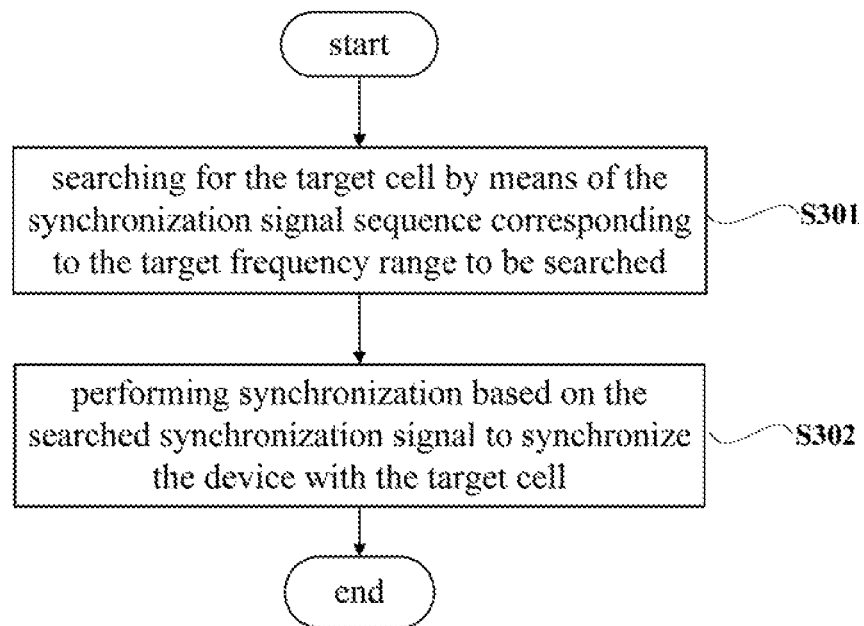 start
searching for the target cell by means of the
synchronization signal sequence corresponding
to the target frequency range to be searched
S301
performing synchronization based on the
searched synchronization signal to synchronize
the device with the target cell
S302
end